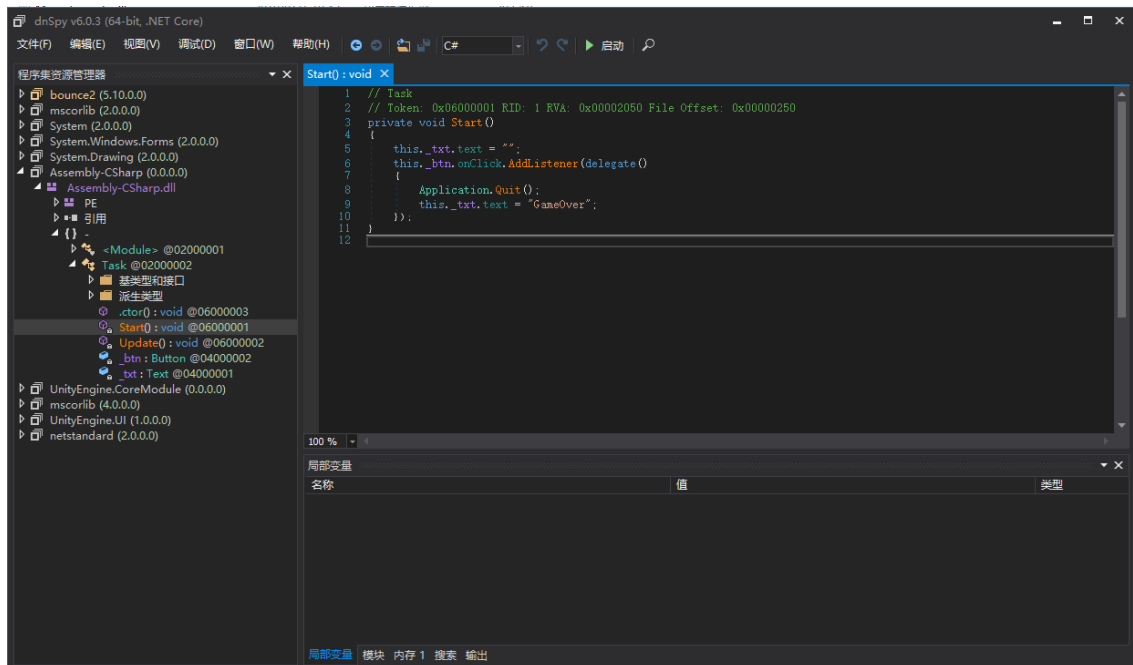 dnSpy v6.0.3 (64-bit, .NET Core)
文件(F) 编辑(E) 视图(V) 调试(D) 窗口(W) 帮助(H) C# 启动
程序集资源管理器
bounce2 (5.10.0.0)
mscorlib (2.0.0.0)
System (2.0.0.0)
System.Windows.Forms (2.0.0.0)
System.Drawing (2.0.0.0)
Assembly-CSharp (0.0.0.0)
Assembly-CSharp.dll
PE
引用
{} -
<Module> @02000001
Task @02000002
基类型和接口
派生类型
.ctor() : void @06000003
Start() : void @06000001
Update() : void @06000002
_btn : Button @04000002
_txt : Text @04000001
UnityEngine.CoreModule (0.0.0.0)
mscorlib (4.0.0.0)
UnityEngine.UI (1.0.0.0)
netstandard (2.0.0.0)
Start() : void
1 // Task
2 // Token: 0x06000001 RID: 1 RVA: 0x00002050 File Offset: 0x00000250
3 private void Start()
4 {
5 this._txt.text = "";
6 this._btn.onClick.AddListener(delegate()
7 {
8 Application.Quit();
9 this._txt.text = "GameOver";
10 });
11 }
12
100 %
局部变量
名称 值 类型
局部变量 模块 内存 1 搜索 输出